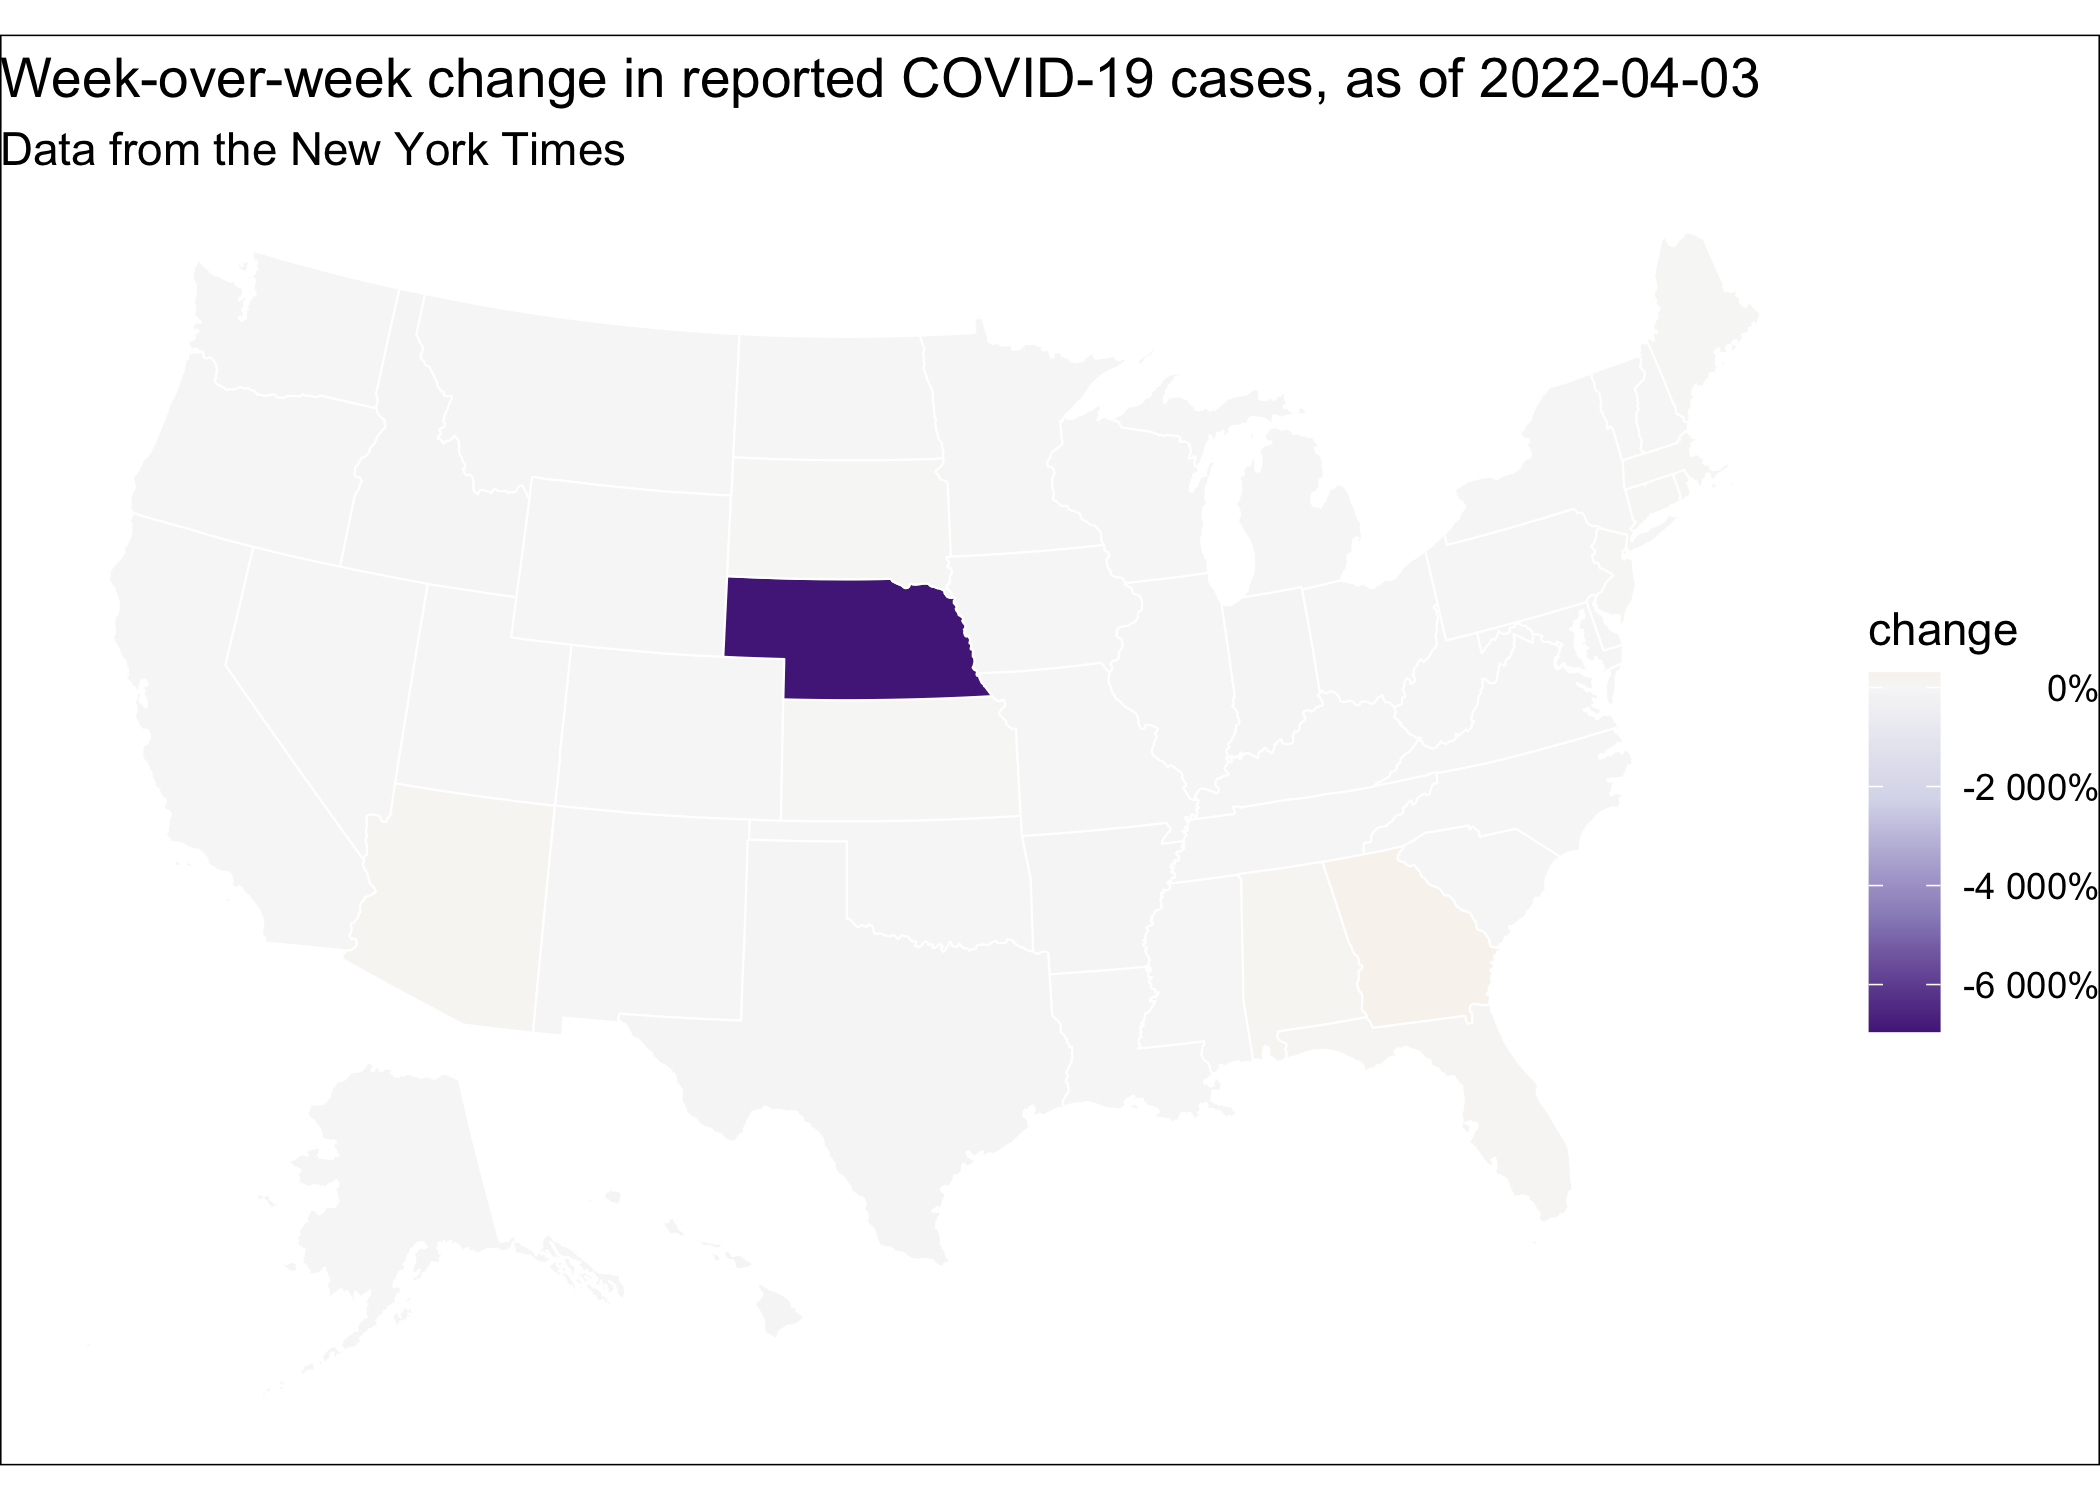 Week-over-week change in reported COVID-19 cases, as of 2022-04-03
Data from the New York Times
change
0%
-2 000%
-4 000%
-6 000%